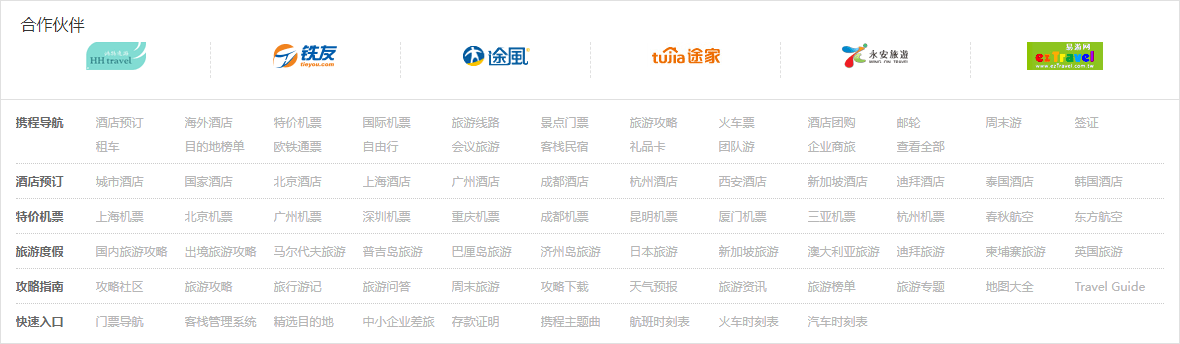 合作伙伴
HH travel 铁友 tieyou.com 途風 tujia 途家 永安旅遊 WING ON TRAVEL 易游网 ezTravel www.ezTravel.com.tw
携程导航 酒店预订 海外酒店 特价机票 国际机票 旅游线路 景点门票 旅游攻略 火车票 酒店团购 邮轮 周末游 签证
租车 目的地榜单 欧铁通票 自由行 会议旅游 客栈民宿 礼品卡 团队游 企业商旅 查看全部
酒店预订 城市酒店 国家酒店 北京酒店 上海酒店 广州酒店 成都酒店 杭州酒店 西安酒店 新加坡酒店 迪拜酒店 泰国酒店 韩国酒店
特价机票 上海机票 北京机票 广州机票 深圳机票 重庆机票 成都机票 昆明机票 厦门机票 三亚机票 杭州机票 春秋航空 东方航空
旅游度假 国内旅游攻略 出境旅游攻略 马尔代夫旅游 普吉岛旅游 巴厘岛旅游 济州岛旅游 日本旅游 新加坡旅游 澳大利亚旅游 迪拜旅游 柬埔寨旅游 英国旅游
攻略指南 攻略社区 旅游攻略 旅行游记 旅游问答 周末旅游 攻略下载 天气预报 旅游资讯 旅游榜单 旅游专题 地图大全 Travel Guide
快速入口 门票导航 客栈管理系统 精选目的地 中小企业差旅 存款证明 携程主题曲 航班时刻表 火车时刻表 汽车时刻表